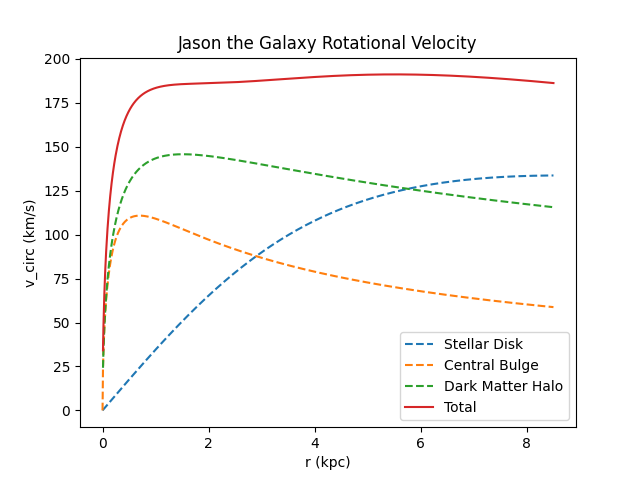 Jason the Galaxy Rotational Velocity
200
175
150
125
100
75
50
25
0
v_circ (km/s)
0 2 4 6 8
r (kpc)
Stellar Disk
Central Bulge
Dark Matter Halo
Total